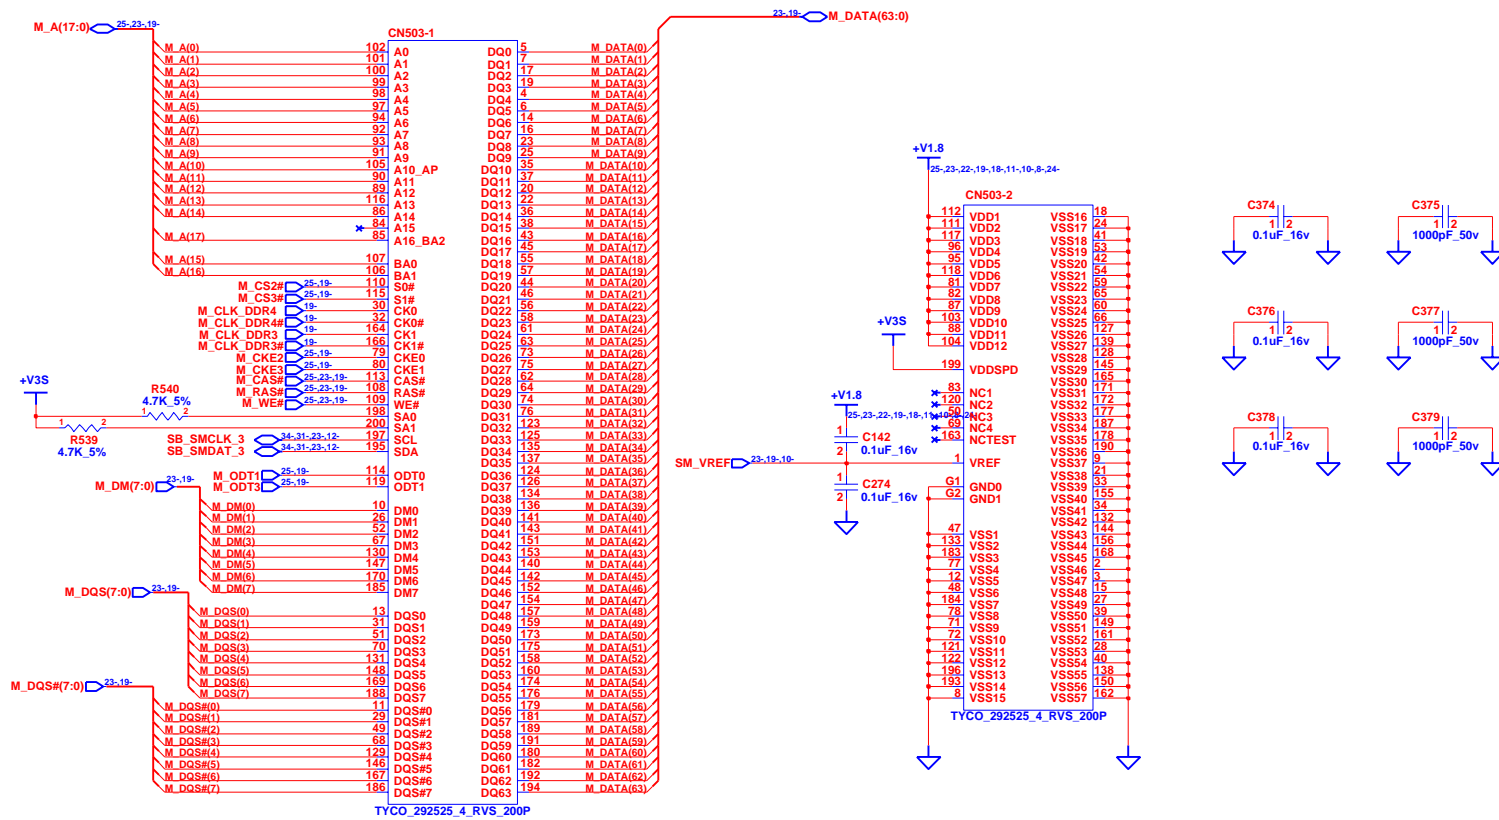 M_A(17:0) 25-,23-,19-
23-,19- M_DATA(63:0)
CN503-1
M_A(0) 102 A0 DQ0 5 M_DATA(0)
M_A(1) 101 A1 DQ1 7 M_DATA(1)
M_A(2) 100 A2 DQ2 17 M_DATA(2)
M_A(3) 99 A3 DQ3 19 M_DATA(3)
M_A(4) 98 A4 DQ4 4 M_DATA(4)
M_A(5) 97 A5 DQ5 6 M_DATA(5)
M_A(6) 94 A6 DQ6 14 M_DATA(6)
M_A(7) 92 A7 DQ7 16 M_DATA(7)
M_A(8) 93 A8 DQ8 23 M_DATA(8)
M_A(9) 91 A9 DQ9 25 M_DATA(9)
M_A(10) 105 A10_AP DQ10 35 M_DATA(10)
M_A(11) 90 A11 DQ11 37 M_DATA(11)
M_A(12) 89 A12 DQ12 20 M_DATA(12)
M_A(13) 116 A13 DQ13 22 M_DATA(13)
M_A(14) 86 A14 DQ14 36 M_DATA(14)
84 A15 DQ15 38 M_DATA(15)
M_A(17) 85 A16_BA2 DQ16 43 M_DATA(16)
DQ17 45 M_DATA(17)
M_A(15) 107 BA0 DQ18 55 M_DATA(18)
M_A(16) 106 BA1 DQ19 57 M_DATA(19)
M_CS2# 25-,19- 110 S0# DQ20 44 M_DATA(20)
M_CS3# 25-,19- 115 S1# DQ21 46 M_DATA(21)
M_CLK_DDR4 19- 30 CK0 DQ22 56 M_DATA(22)
M_CLK_DDR4# 19- 32 CK0# DQ23 58 M_DATA(23)
M_CLK_DDR3 19- 164 CK1 DQ24 61 M_DATA(24)
M_CLK_DDR3# 19- 166 CK1# DQ25 63 M_DATA(25)
M_CKE2 25-,19- 79 CKE0 DQ26 73 M_DATA(26)
M_CKE3 25-,19- 80 CKE1 DQ27 75 M_DATA(27)
M_CAS# 25-,23-,19- 113 CAS# DQ28 62 M_DATA(28)
M_RAS# 25-,23-,19- 108 RAS# DQ29 64 M_DATA(29)
M_WE# 25-,23-,19- 109 WE# DQ30 74 M_DATA(30)
+V3S
R540
4.7K_5%
1 2 198 SA0 DQ31 76 M_DATA(31)
1 2 200 SA1 DQ32 123 M_DATA(32)
R539
4.7K_5%
SB_SMCLK_3 34-,31-,23-,12- 197 SCL DQ33 125 M_DATA(33)
SB_SMDAT_3 34-,31-,23-,12- 195 SDA DQ34 135 M_DATA(34)
DQ35 137 M_DATA(35)
M_ODT1 25-,19- 114 ODT0 DQ36 124 M_DATA(36)
M_ODT3 25-,19- 119 ODT1 DQ37 126 M_DATA(37)
M_DM(7:0) 23-,19-
DQ38 134 M_DATA(38)
M_DM(0) 10 DM0 DQ39 136 M_DATA(39)
M_DM(1) 26 DM1 DQ40 141 M_DATA(40)
M_DM(2) 52 DM2 DQ41 143 M_DATA(41)
M_DM(3) 67 DM3 DQ42 151 M_DATA(42)
M_DM(4) 130 DM4 DQ43 153 M_DATA(43)
M_DM(5) 147 DM5 DQ44 140 M_DATA(44)
M_DM(6) 170 DM6 DQ45 142 M_DATA(45)
M_DM(7) 185 DM7 DQ46 152 M_DATA(46)
M_DQS(7:0) 23-,19-
DQ47 154 M_DATA(47)
M_DQS(0) 13 DQS0 DQ48 157 M_DATA(48)
M_DQS(1) 31 DQS1 DQ49 159 M_DATA(49)
M_DQS(2) 51 DQS2 DQ50 173 M_DATA(50)
M_DQS(3) 70 DQS3 DQ51 175 M_DATA(51)
M_DQS(4) 131 DQS4 DQ52 158 M_DATA(52)
M_DQS(5) 148 DQS5 DQ53 160 M_DATA(53)
M_DQS(6) 169 DQS6 DQ54 174 M_DATA(54)
M_DQS(7) 188 DQS7 DQ55 176 M_DATA(55)
M_DQS#(7:0) 23-,19-
M_DQS#(0) 11 DQS#0 DQ56 179 M_DATA(56)
M_DQS#(1) 29 DQS#1 DQ57 181 M_DATA(57)
M_DQS#(2) 49 DQS#2 DQ58 189 M_DATA(58)
M_DQS#(3) 68 DQS#3 DQ59 191 M_DATA(59)
M_DQS#(4) 129 DQS#4 DQ60 180 M_DATA(60)
M_DQS#(5) 146 DQS#5 DQ61 182 M_DATA(61)
M_DQS#(6) 167 DQS#6 DQ62 192 M_DATA(62)
M_DQS#(7) 186 DQS#7 DQ63 194 M_DATA(63)
TYCO_292525_4_RVS_200P
+V1.8
25-,23-,22-,19-,18-,11-,10-,8-,24-
CN503-2
112 VDD1 VSS16 18
111 VDD2 VSS17 24
117 VDD3 VSS18 41
96 VDD4 VSS19 53
95 VDD5 VSS20 42
118 VDD6 VSS21 54
81 VDD7 VSS22 59
82 VDD8 VSS23 65
87 VDD9 VSS24 60
103 VDD10 VSS25 66
88 VDD11 VSS26 127
104 VDD12 VSS27 139
+V3S
VSS28 128
199 VDDSPD VSS29 145
VSS30 165
83 NC1 VSS31 171
120 NC2 VSS32 172
50 NC3 VSS33 177
69 NC4 VSS34 187
163 NCTEST VSS35 178
VSS36 190
+V1.8
1 C142
2 0.1uF_16v
SM_VREF 23-,19-,10- 1 VREF VSS37 9
VSS38 21
1 C274
2 0.1uF_16v
G1 GND0 VSS39 33
G2 GND1 VSS40 155
VSS41 34
VSS42 132
47 VSS1 VSS43 144
133 VSS2 VSS44 156
183 VSS3 VSS45 168
77 VSS4 VSS46 2
12 VSS5 VSS47 3
48 VSS6 VSS48 15
184 VSS7 VSS49 27
78 VSS8 VSS50 39
71 VSS9 VSS51 149
72 VSS10 VSS52 161
121 VSS11 VSS53 28
122 VSS12 VSS54 40
196 VSS13 VSS55 138
193 VSS14 VSS56 150
8 VSS15 VSS57 162
TYCO_292525_4_RVS_200P
C374 C375
1 2 1 2
0.1uF_16v 1000pF_50v
C376 C377
1 2 1 2
0.1uF_16v 1000pF_50v
C378 C379
1 2 1 2
0.1uF_16v 1000pF_50v